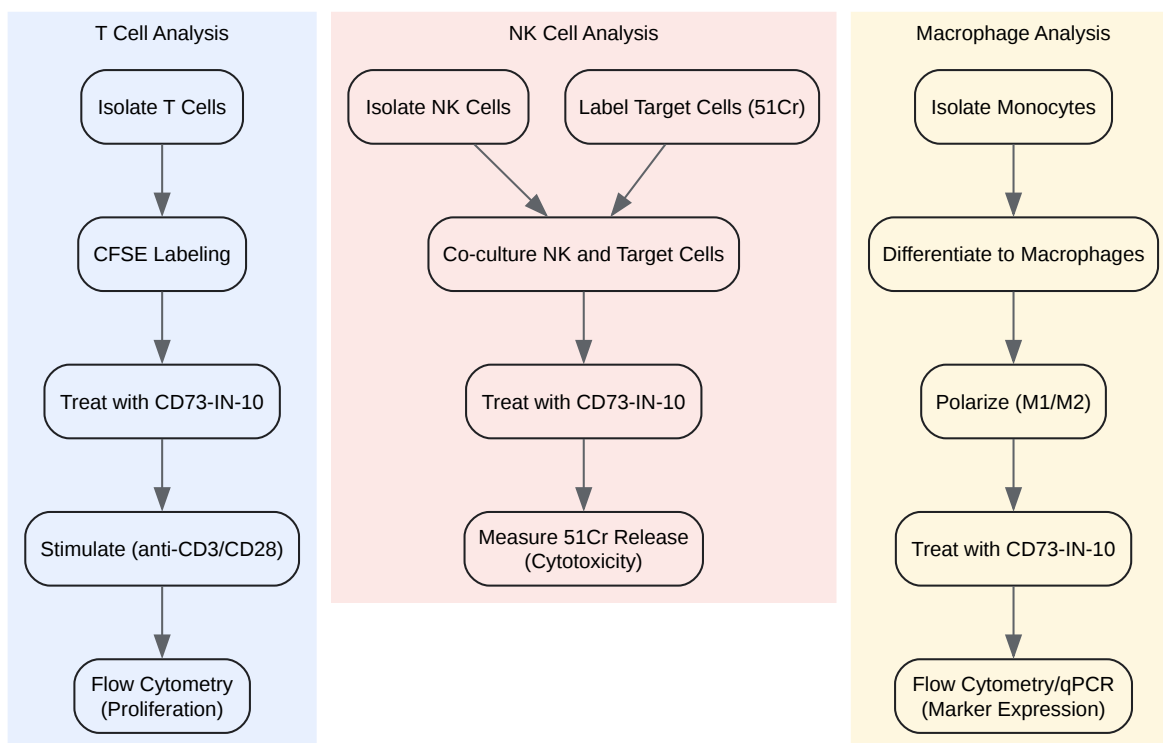 T Cell Analysis
Isolate T Cells
CFSE Labeling
Treat with CD73-IN-10
Stimulate (anti-CD3/CD28)
Flow Cytometry
(Proliferation)
NK Cell Analysis
Isolate NK Cells
Label Target Cells (51Cr)
Co-culture NK and Target Cells
Treat with CD73-IN-10
Measure 51Cr Release
(Cytotoxicity)
Macrophage Analysis
Isolate Monocytes
Differentiate to Macrophages
Polarize (M1/M2)
Treat with CD73-IN-10
Flow Cytometry/qPCR
(Marker Expression)